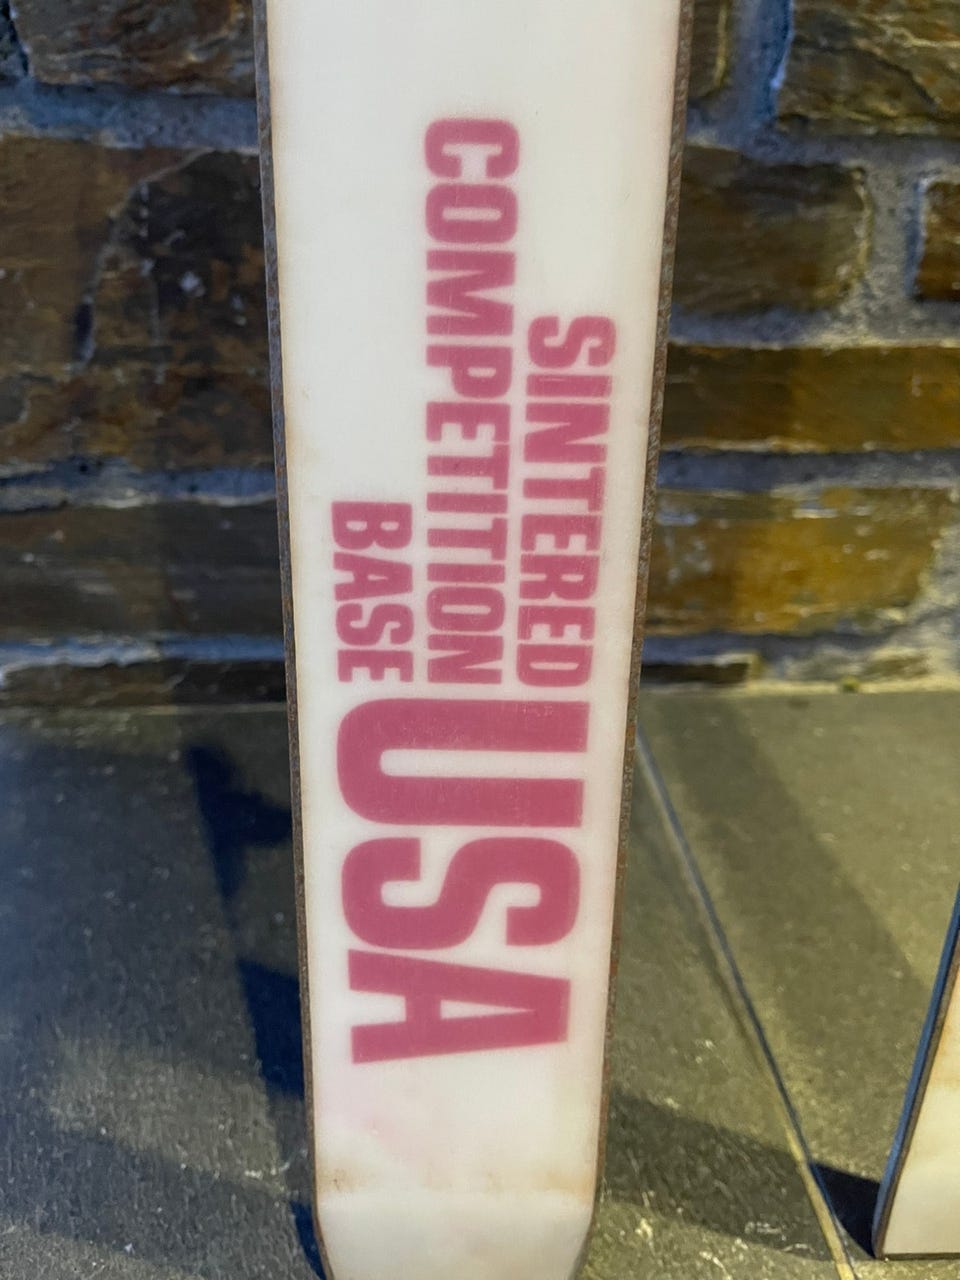 SINTERED
COMPETITION
BASE
USA